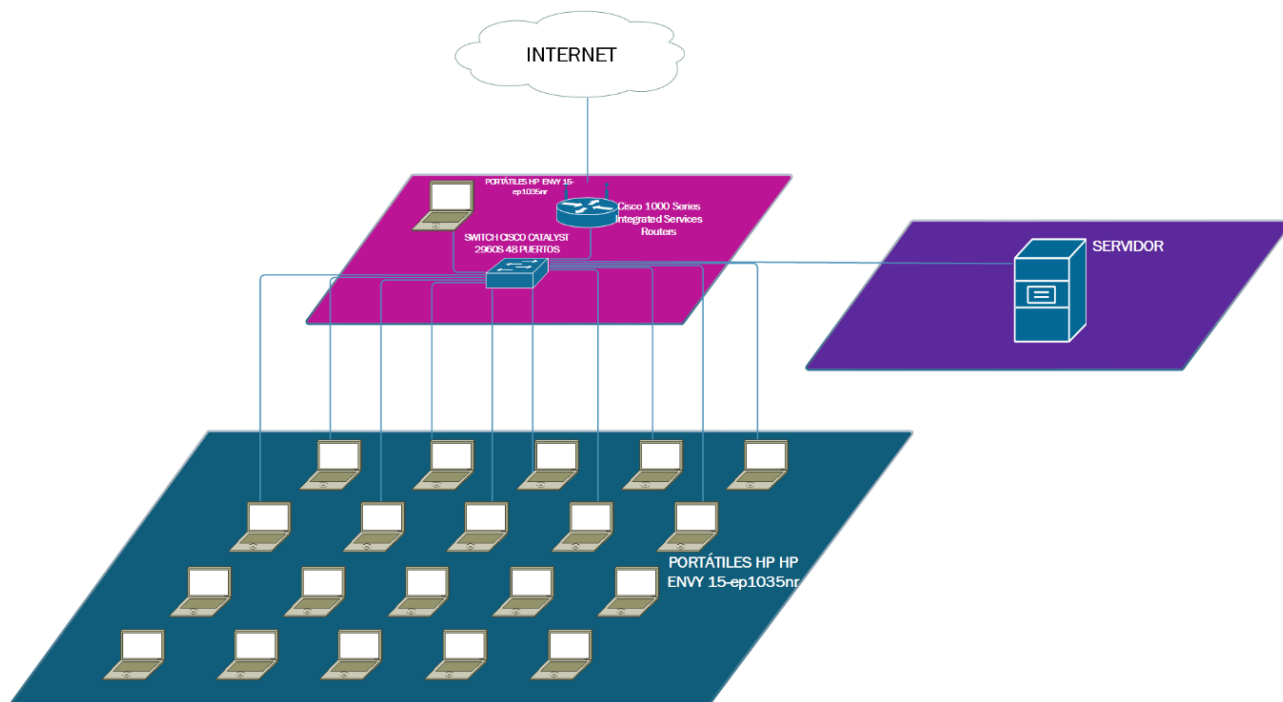 INTERNET
PORTÁTILES HP ENVY 15-
ep1035nr
Cisco 1000 Series
Integrated Services
Routers
SWITCH CISCO CATALYST
2960S 48 PUERTOS
SERVIDOR
PORTÁTILES HP HP
ENVY 15-ep1035nr